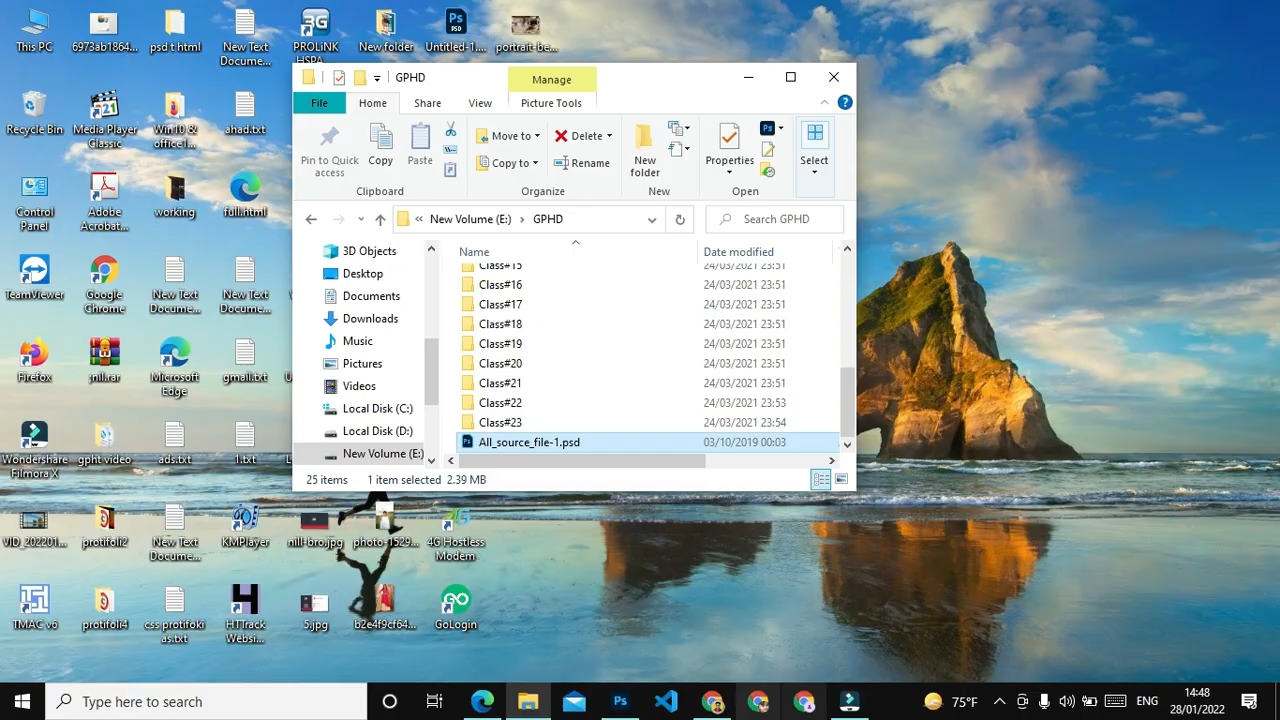 This PC
6973ab1864...
psd t html
New Text
Docume...
PROLiNK
HSPA
New folder
Untitled-1....
portrait-be...
Recycle Bin
Media Player
Classic
Win10 &
office1...
ahad.txt
Control
Panel
Adobe
Acrobat...
working
full.html
TeamViewer
Google
Chrome
New Text
Docume...
New Text
Docume...
Firefox
jnil.rar
Microsoft
Edge
gmail.txt
Wondershare
Filmora X
gpht video
ads.txt
1.txt
VID_202201...
protifoli2
New Text
Docume...
KMPlayer
nill-bro.jpg
photo-1529...
4G Hostless
Modem
TMAC v6
protifoli4
css protifoki
as.txt
HTTrack
Websi...
5.jpg
b2e4f9cf64...
GoLogin
GPHD
Manage
File
Home
Share
View
Picture Tools
Pin to Quick
access
Copy
Paste
Clipboard
Move to
Copy to
Delete
Rename
Organize
New
folder
New
Properties
Open
Select
New Volume (E:) › GPHD
Search GPHD
3D Objects
Desktop
Documents
Downloads
Music
Pictures
Videos
Local Disk (C:)
Local Disk (D:)
New Volume (E:)
Name Date modified
Class#15 24/03/2021 23:51
Class#16 24/03/2021 23:51
Class#17 24/03/2021 23:51
Class#18 24/03/2021 23:51
Class#19 24/03/2021 23:51
Class#20 24/03/2021 23:51
Class#21 24/03/2021 23:51
Class#22 24/03/2021 23:53
Class#23 24/03/2021 23:54
All_source_file-1.psd 03/10/2019 00:03
25 items 1 item selected 2.39 MB
Type here to search
75°F
ENG
14:48
28/01/2022